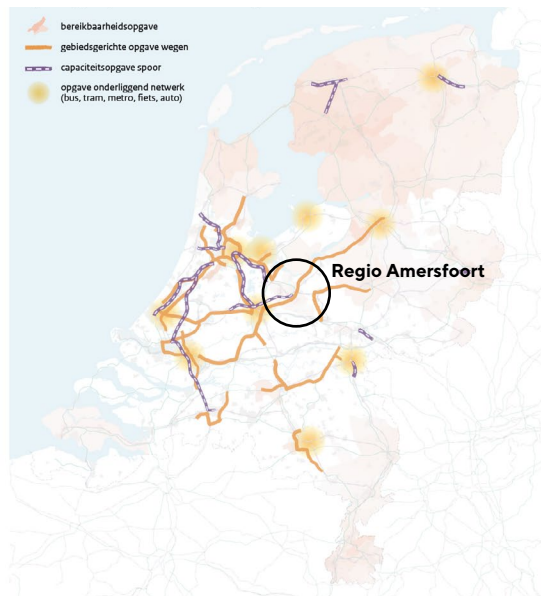 bereikbaarheidsopgave
gebiedsgerichte opgave wegen
capaciteitsopgave spoor
opgave onderliggend netwerk
(bus, tram, metro, fiets, auto)
Regio Amersfoort